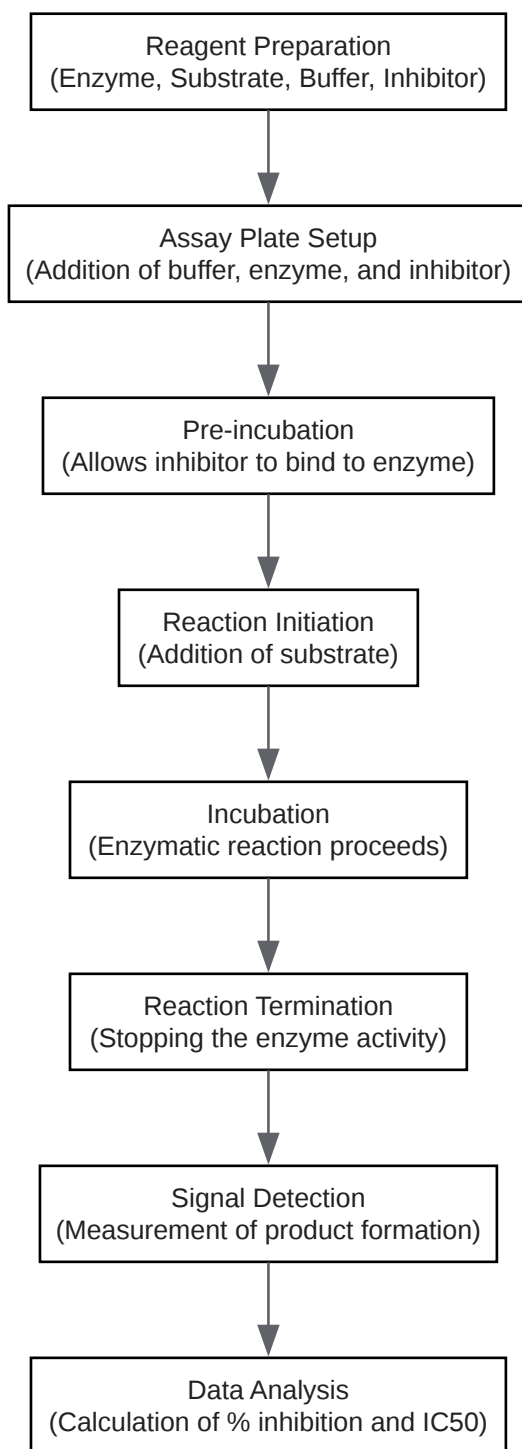 Reagent Preparation
(Enzyme, Substrate, Buffer, Inhibitor)
Assay Plate Setup
(Addition of buffer, enzyme, and inhibitor)
Pre-incubation
(Allows inhibitor to bind to enzyme)
Reaction Initiation
(Addition of substrate)
Incubation
(Enzymatic reaction proceeds)
Reaction Termination
(Stopping the enzyme activity)
Signal Detection
(Measurement of product formation)
Data Analysis
(Calculation of % inhibition and IC50)